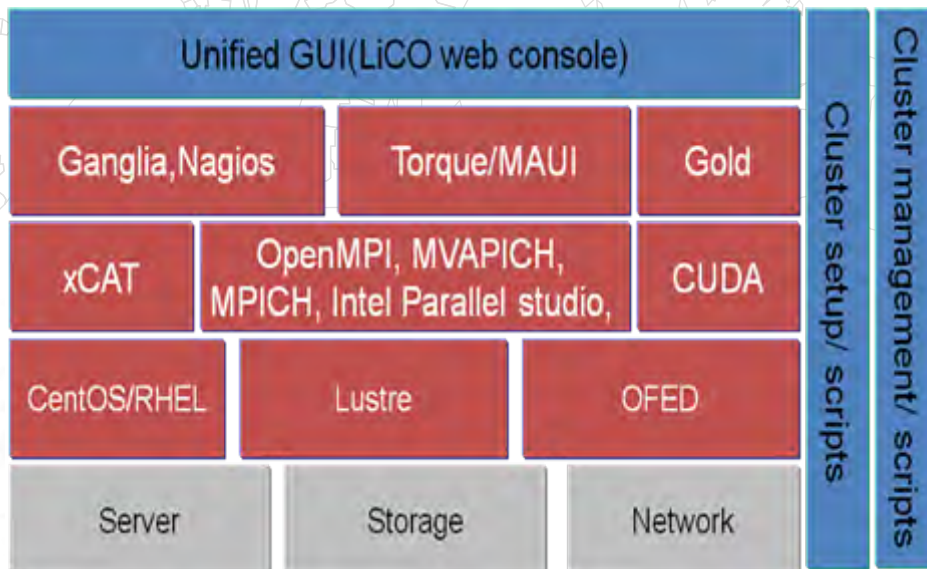 Unified GUI(LiCO web console)
Ganglia,Nagios
Torque/MAUI
Gold
xCAT
OpenMPI, MVAPICH,
MPICH, Intel Parallel studio,
CUDA
CentOS/RHEL
Lustre
OFED
Server
Storage
Network
Cluster setup/ scripts
Cluster management/ scripts